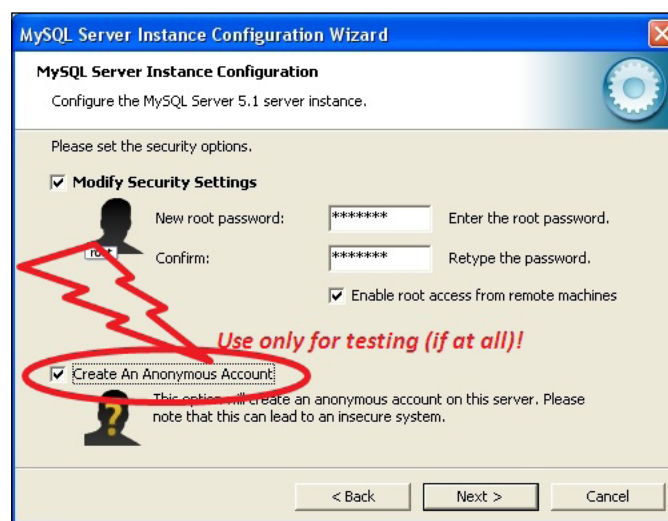 MySQL Server Instance Configuration Wizard
MySQL Server Instance Configuration
Configure the MySQL Server 5.1 server instance.
Please set the security options.
Modify Security Settings
New root password: ******* Enter the root password.
root
Confirm: ******* Retype the password.
Enable root access from remote machines
Use only for testing (if at all)!
Create An Anonymous Account
This option will create an anonymous account on this server. Please
note that this can lead to an insecure system.
< Back Next > Cancel